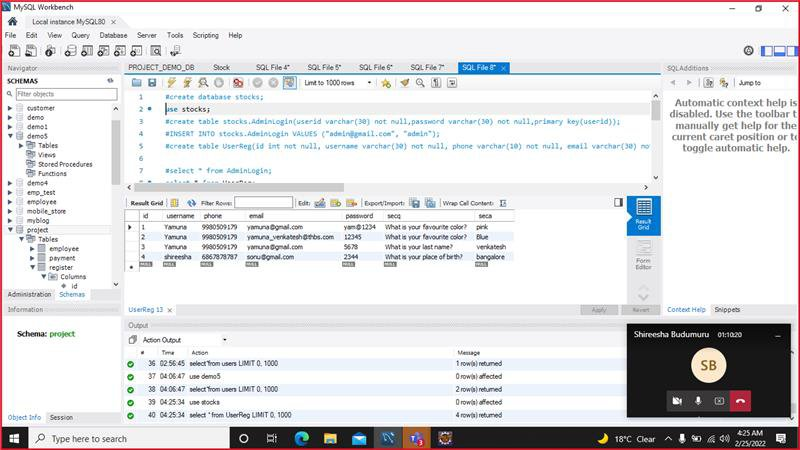 MySQL Workbench
Local instance MySQL80
File Edit View Query Database Server Tools Scripting Help
Navigator
SCHEMAS
Filter objects
customer
demo
demo1
demo5
Tables
Views
Stored Procedures
Functions
demo4
emp_test
employee
mobile_store
myblog
project
Tables
employee
payment
register
Columns
id
Administration Schemas
Information
Schema: project
Object Info Session
PROJECT_DEMO_DB Stock SQL File 4* SQL File 5* SQL File 6* SQL File 7* SQL File 8*
Limit to 1000 rows
1 #create database stocks;
2 use stocks;
3 #create table stocks.AdminLogin(userid varchar(30) not null,password varchar(30) not null,primary key(userid));
4 #INSERT INTO stocks.AdminLogin VALUES ("admin@gmail.com", "admin");
5 #create table UserReg(id int not null, username varchar(30) not null, phone varchar(10) not null, email varchar(30) not
6 #select * from AdminLogin;
7 select * from UserReg;
Result Grid Filter Rows: Edit: Export/Import: Wrap Cell Content:
id username phone email password secq seca
1 Yamuna 9980509179 yamuna@gmail.com yam@1234 What is your favourite color? pink
2 Yamuna 9980509179 yamuna_venkatesh@thbs.com 12345 What is your favorite color? Blue
3 Yamuna 9980509179 yamuna@gmail.com 5678 What is your last name? venkatesh
4 shireesha 6867878787 sonu@gmail.com 2344 What is your place of birth? bangalore
NULL NULL NULL NULL NULL NULL NULL
Result Grid
Form Editor
UserReg 13
Apply Revert
Output
Action Output
# Time Action Message
36 02:56:45 select*from users LIMIT 0, 1000 1 row(s) returned
37 04:06:47 use demo5 0 row(s) affected
38 04:06:47 select*from users LIMIT 0, 1000 2 row(s) returned
39 04:25:34 use stocks 0 row(s) affected
40 04:25:34 select * from UserReg LIMIT 0, 1000 4 row(s) returned
SQLAdditions
Jump to
Automatic context help is
disabled. Use the toolbar to
manually get help for the
current caret position or to
toggle automatic help.
Context Help Snippets
Shireesha Budumuru 01:10:20
SB
Type here to search
18°C Clear
4:25 AM
2/25/2022